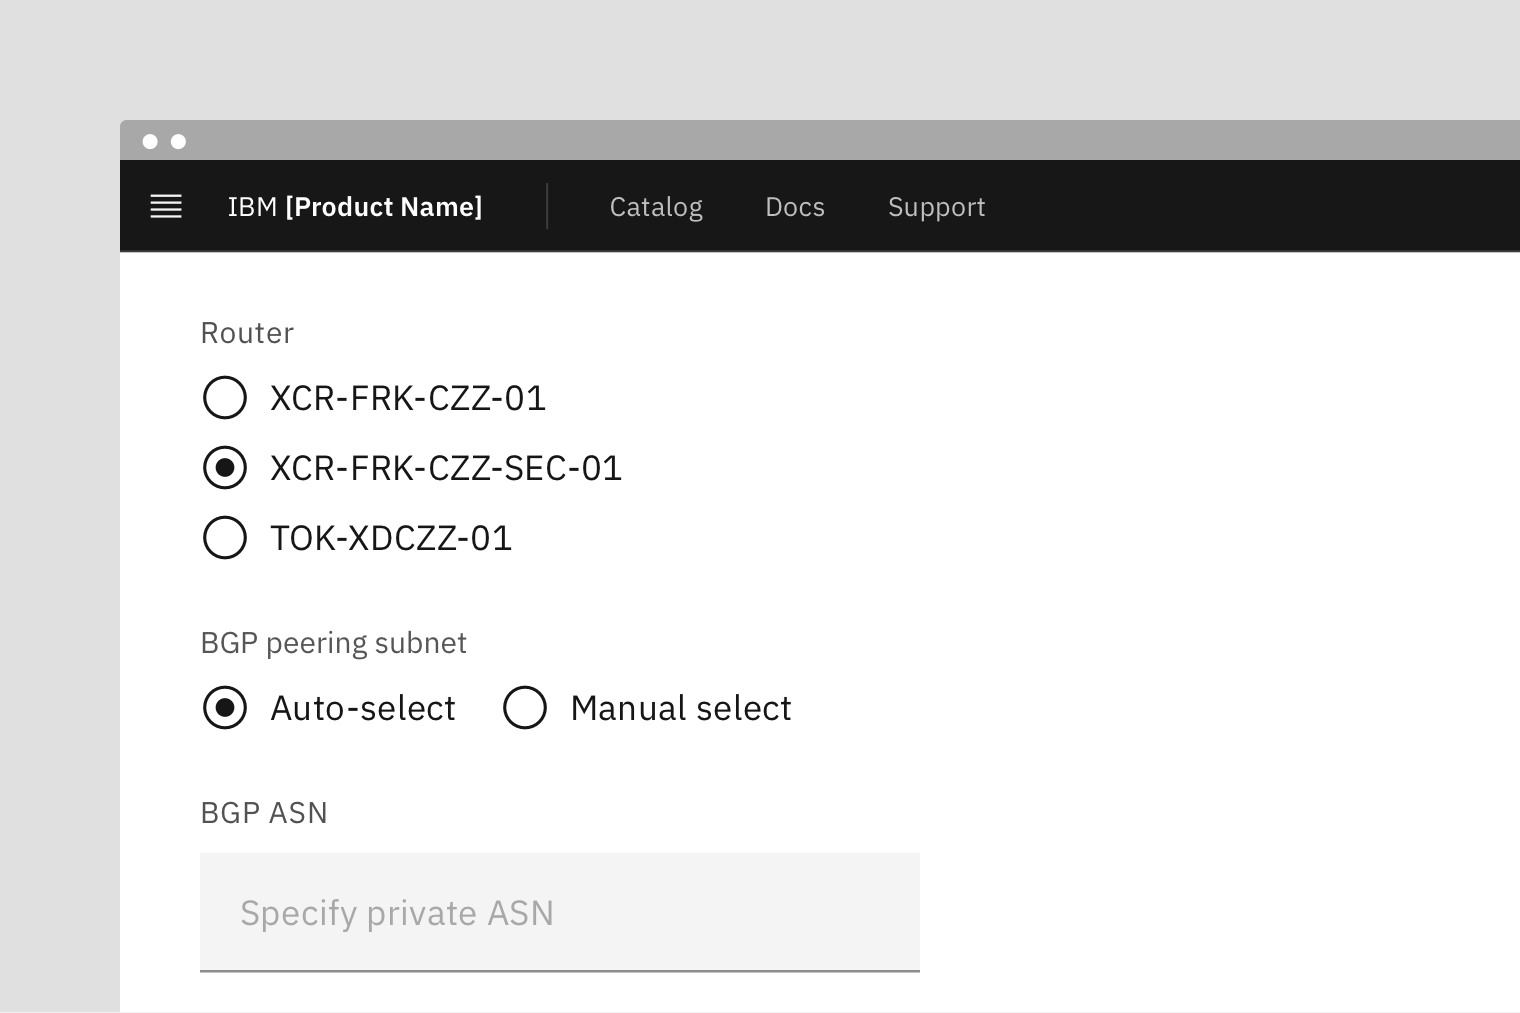 IBM [Product Name] Catalog Docs Support
Router
XCR-FRK-CZZ-01
XCR-FRK-CZZ-SEC-01
TOK-XDCZZ-01
BGP peering subnet
Auto-select Manual select
BGP ASN
Specify private ASN